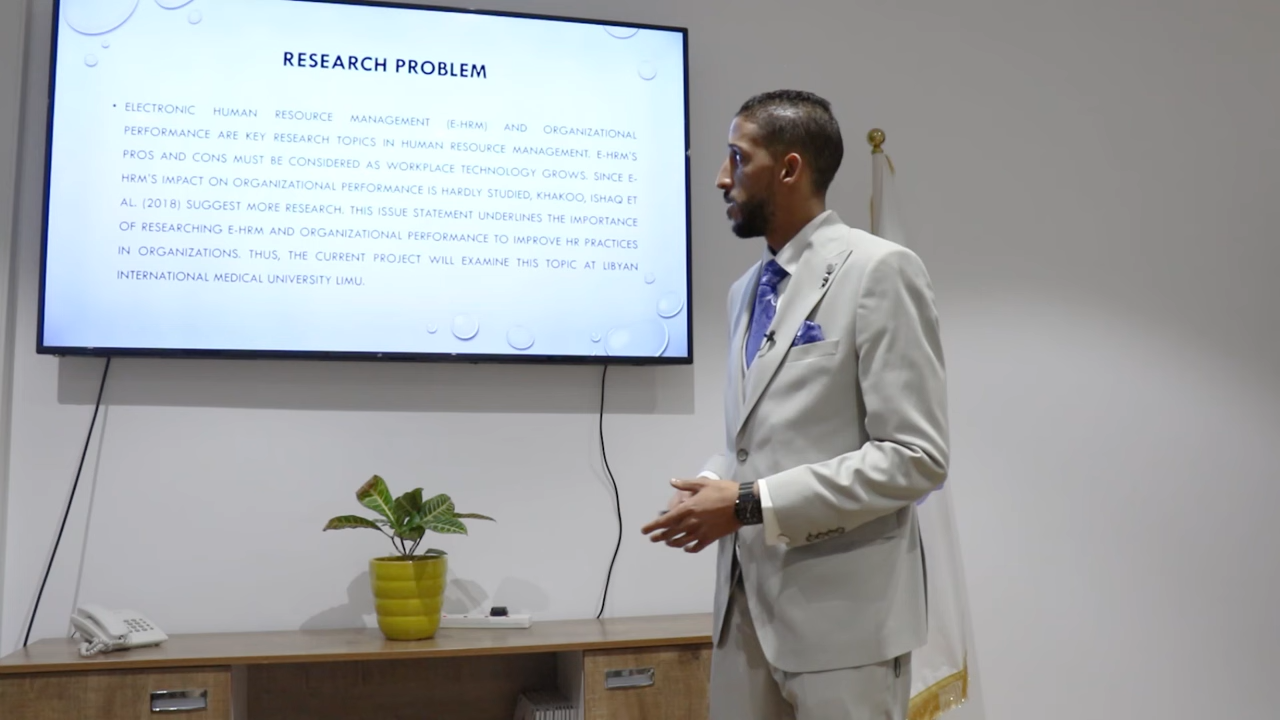 RESEARCH PROBLEM
• ELECTRONIC HUMAN RESOURCE MANAGEMENT (E-HRM) AND ORGANIZATIONAL
PERFORMANCE ARE KEY RESEARCH TOPICS IN HUMAN RESOURCE MANAGEMENT. E-HRM'S
PROS AND CONS MUST BE CONSIDERED AS WORKPLACE TECHNOLOGY GROWS. SINCE E-
HRM'S IMPACT ON ORGANIZATIONAL PERFORMANCE IS HARDLY STUDIED, KHAKOO, ISHAQ ET
AL. (2018) SUGGEST MORE RESEARCH. THIS ISSUE STATEMENT UNDERLINES THE IMPORTANCE
OF RESEARCHING E-HRM AND ORGANIZATIONAL PERFORMANCE TO IMPROVE HR PRACTICES
IN ORGANIZATIONS. THUS, THE CURRENT PROJECT WILL EXAMINE THIS TOPIC AT LIBYAN
INTERNATIONAL MEDICAL UNIVERSITY LIMU.